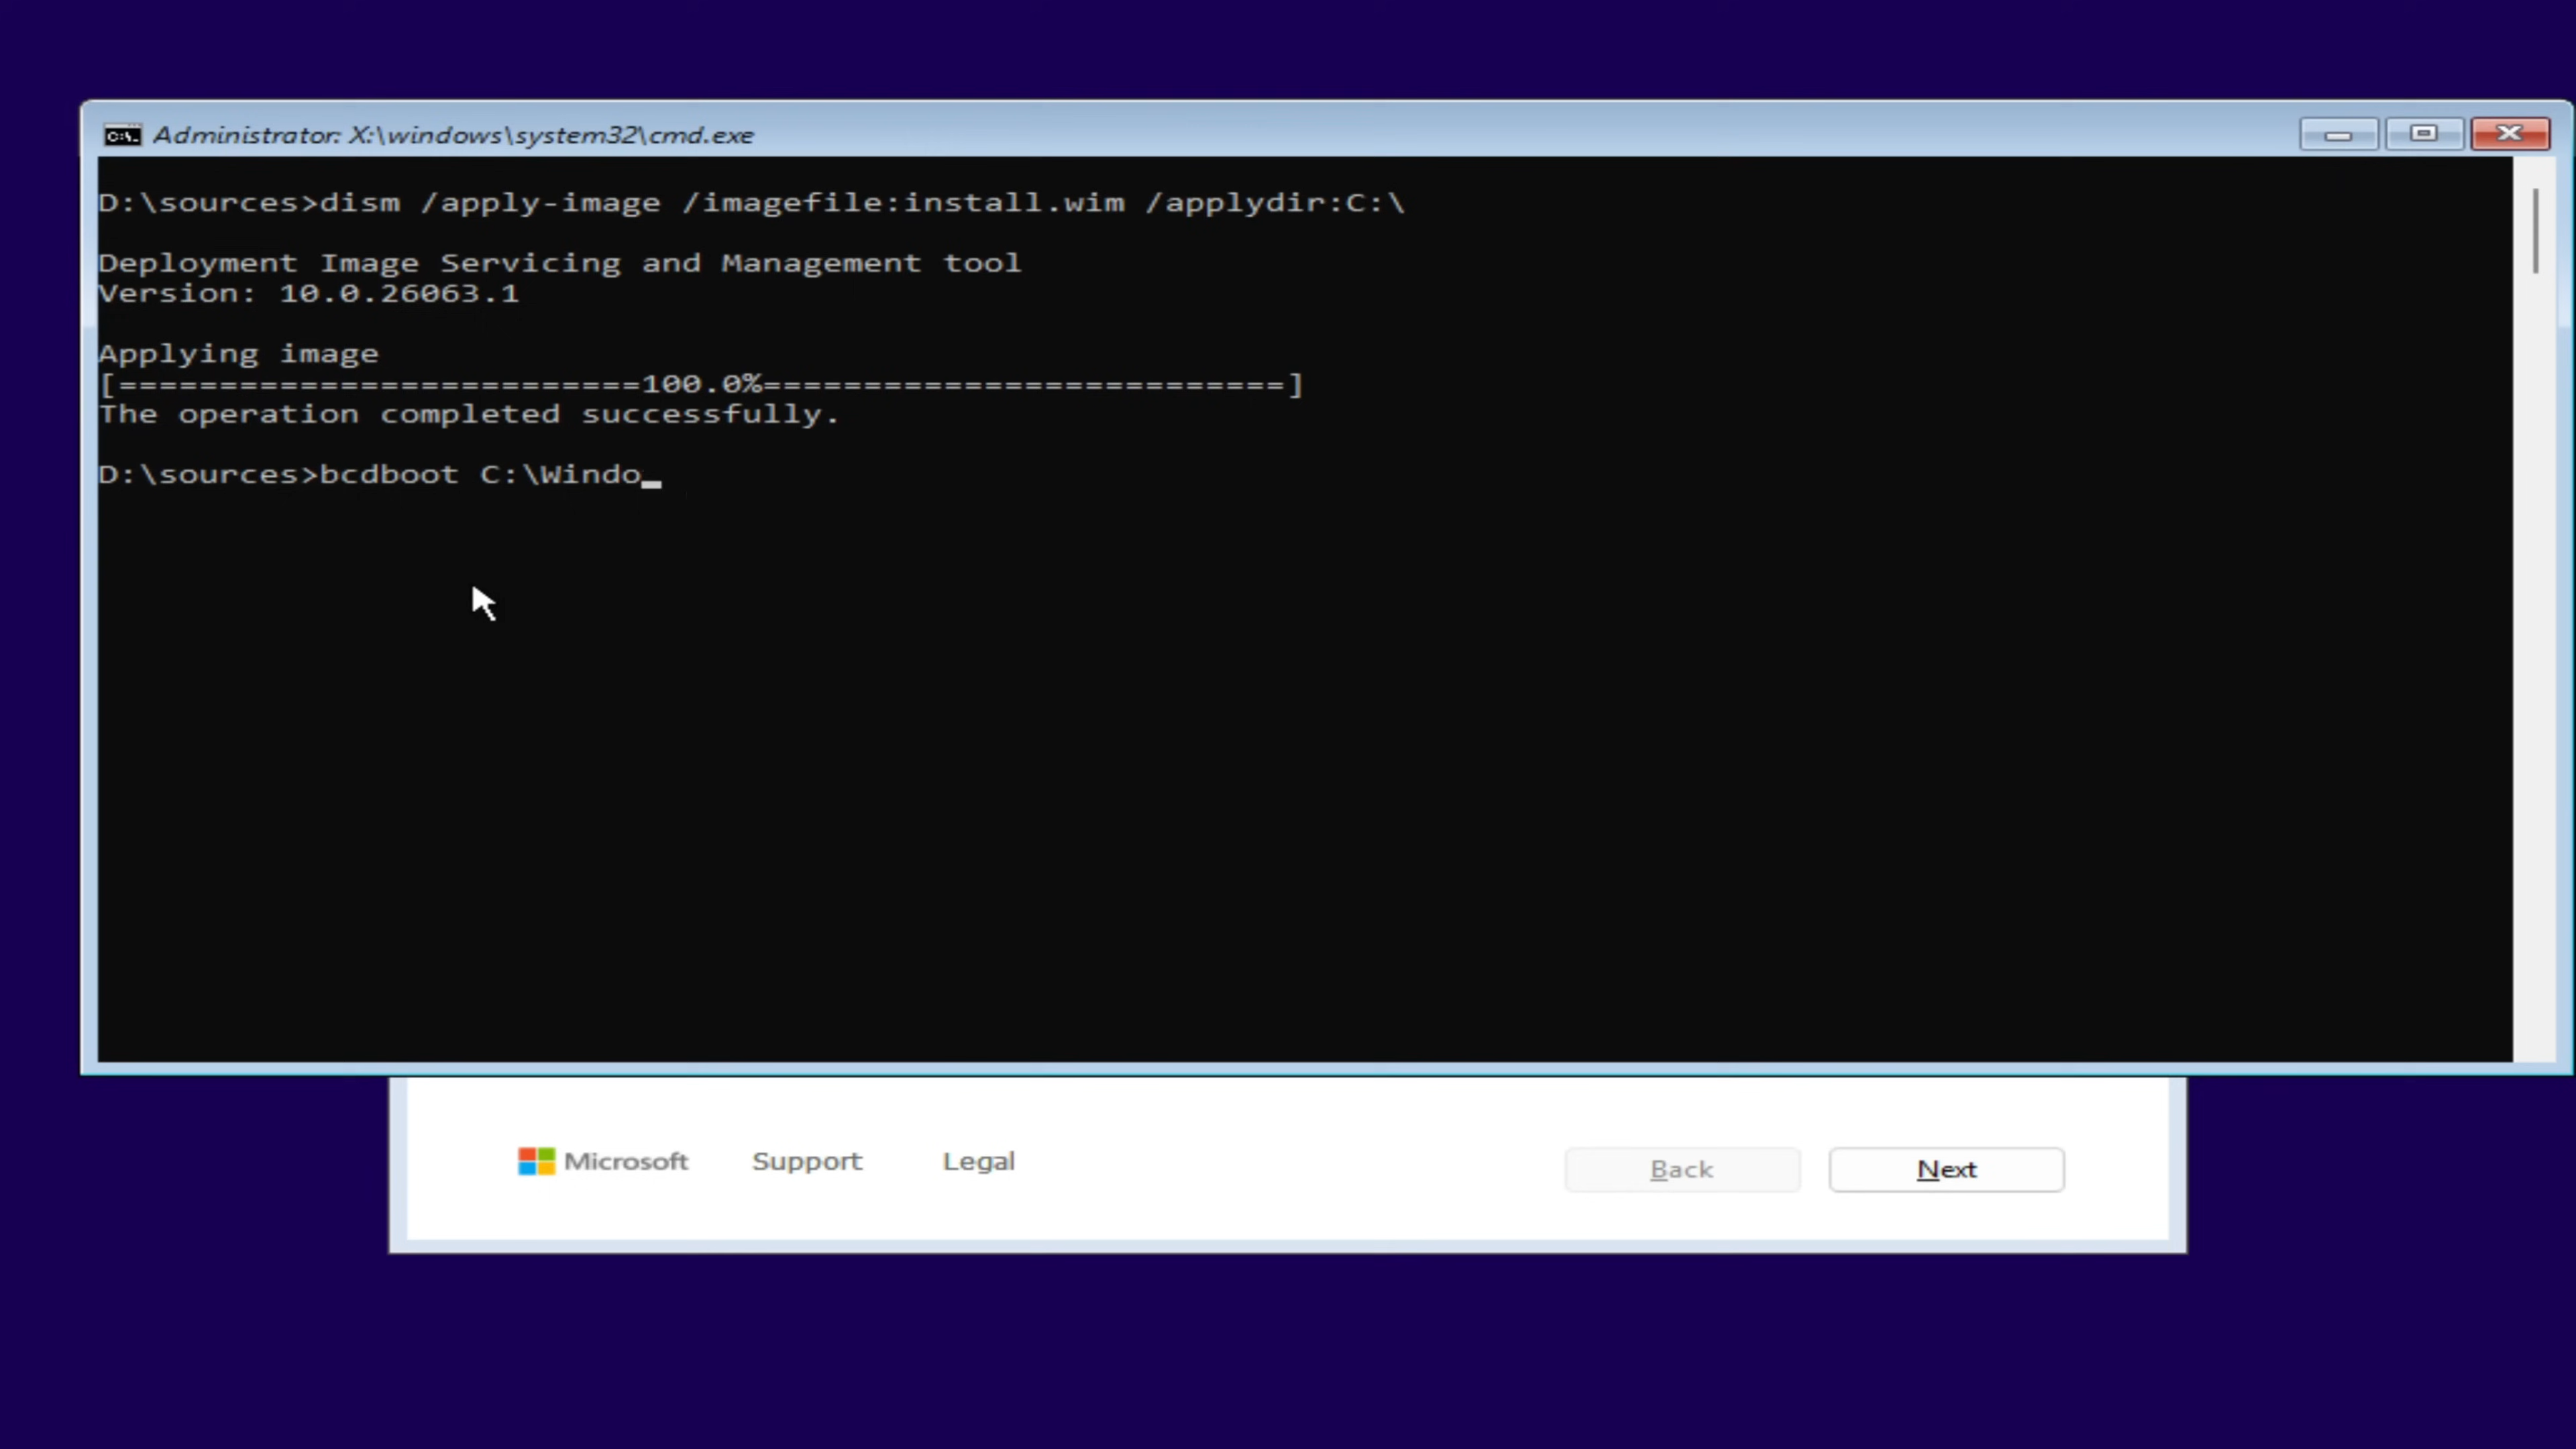 Administrator: X:\windows\system32\cmd.exe
D:\sources>dism /apply-image /imagefile:install.wim /applydir:C:\
Deployment Image Servicing and Management tool
Version: 10.0.26063.1
Applying image
[==========================100.0%==========================]
The operation completed successfully.
D:\sources>bcdboot C:\Windo_
Microsoft Support Legal Back Next